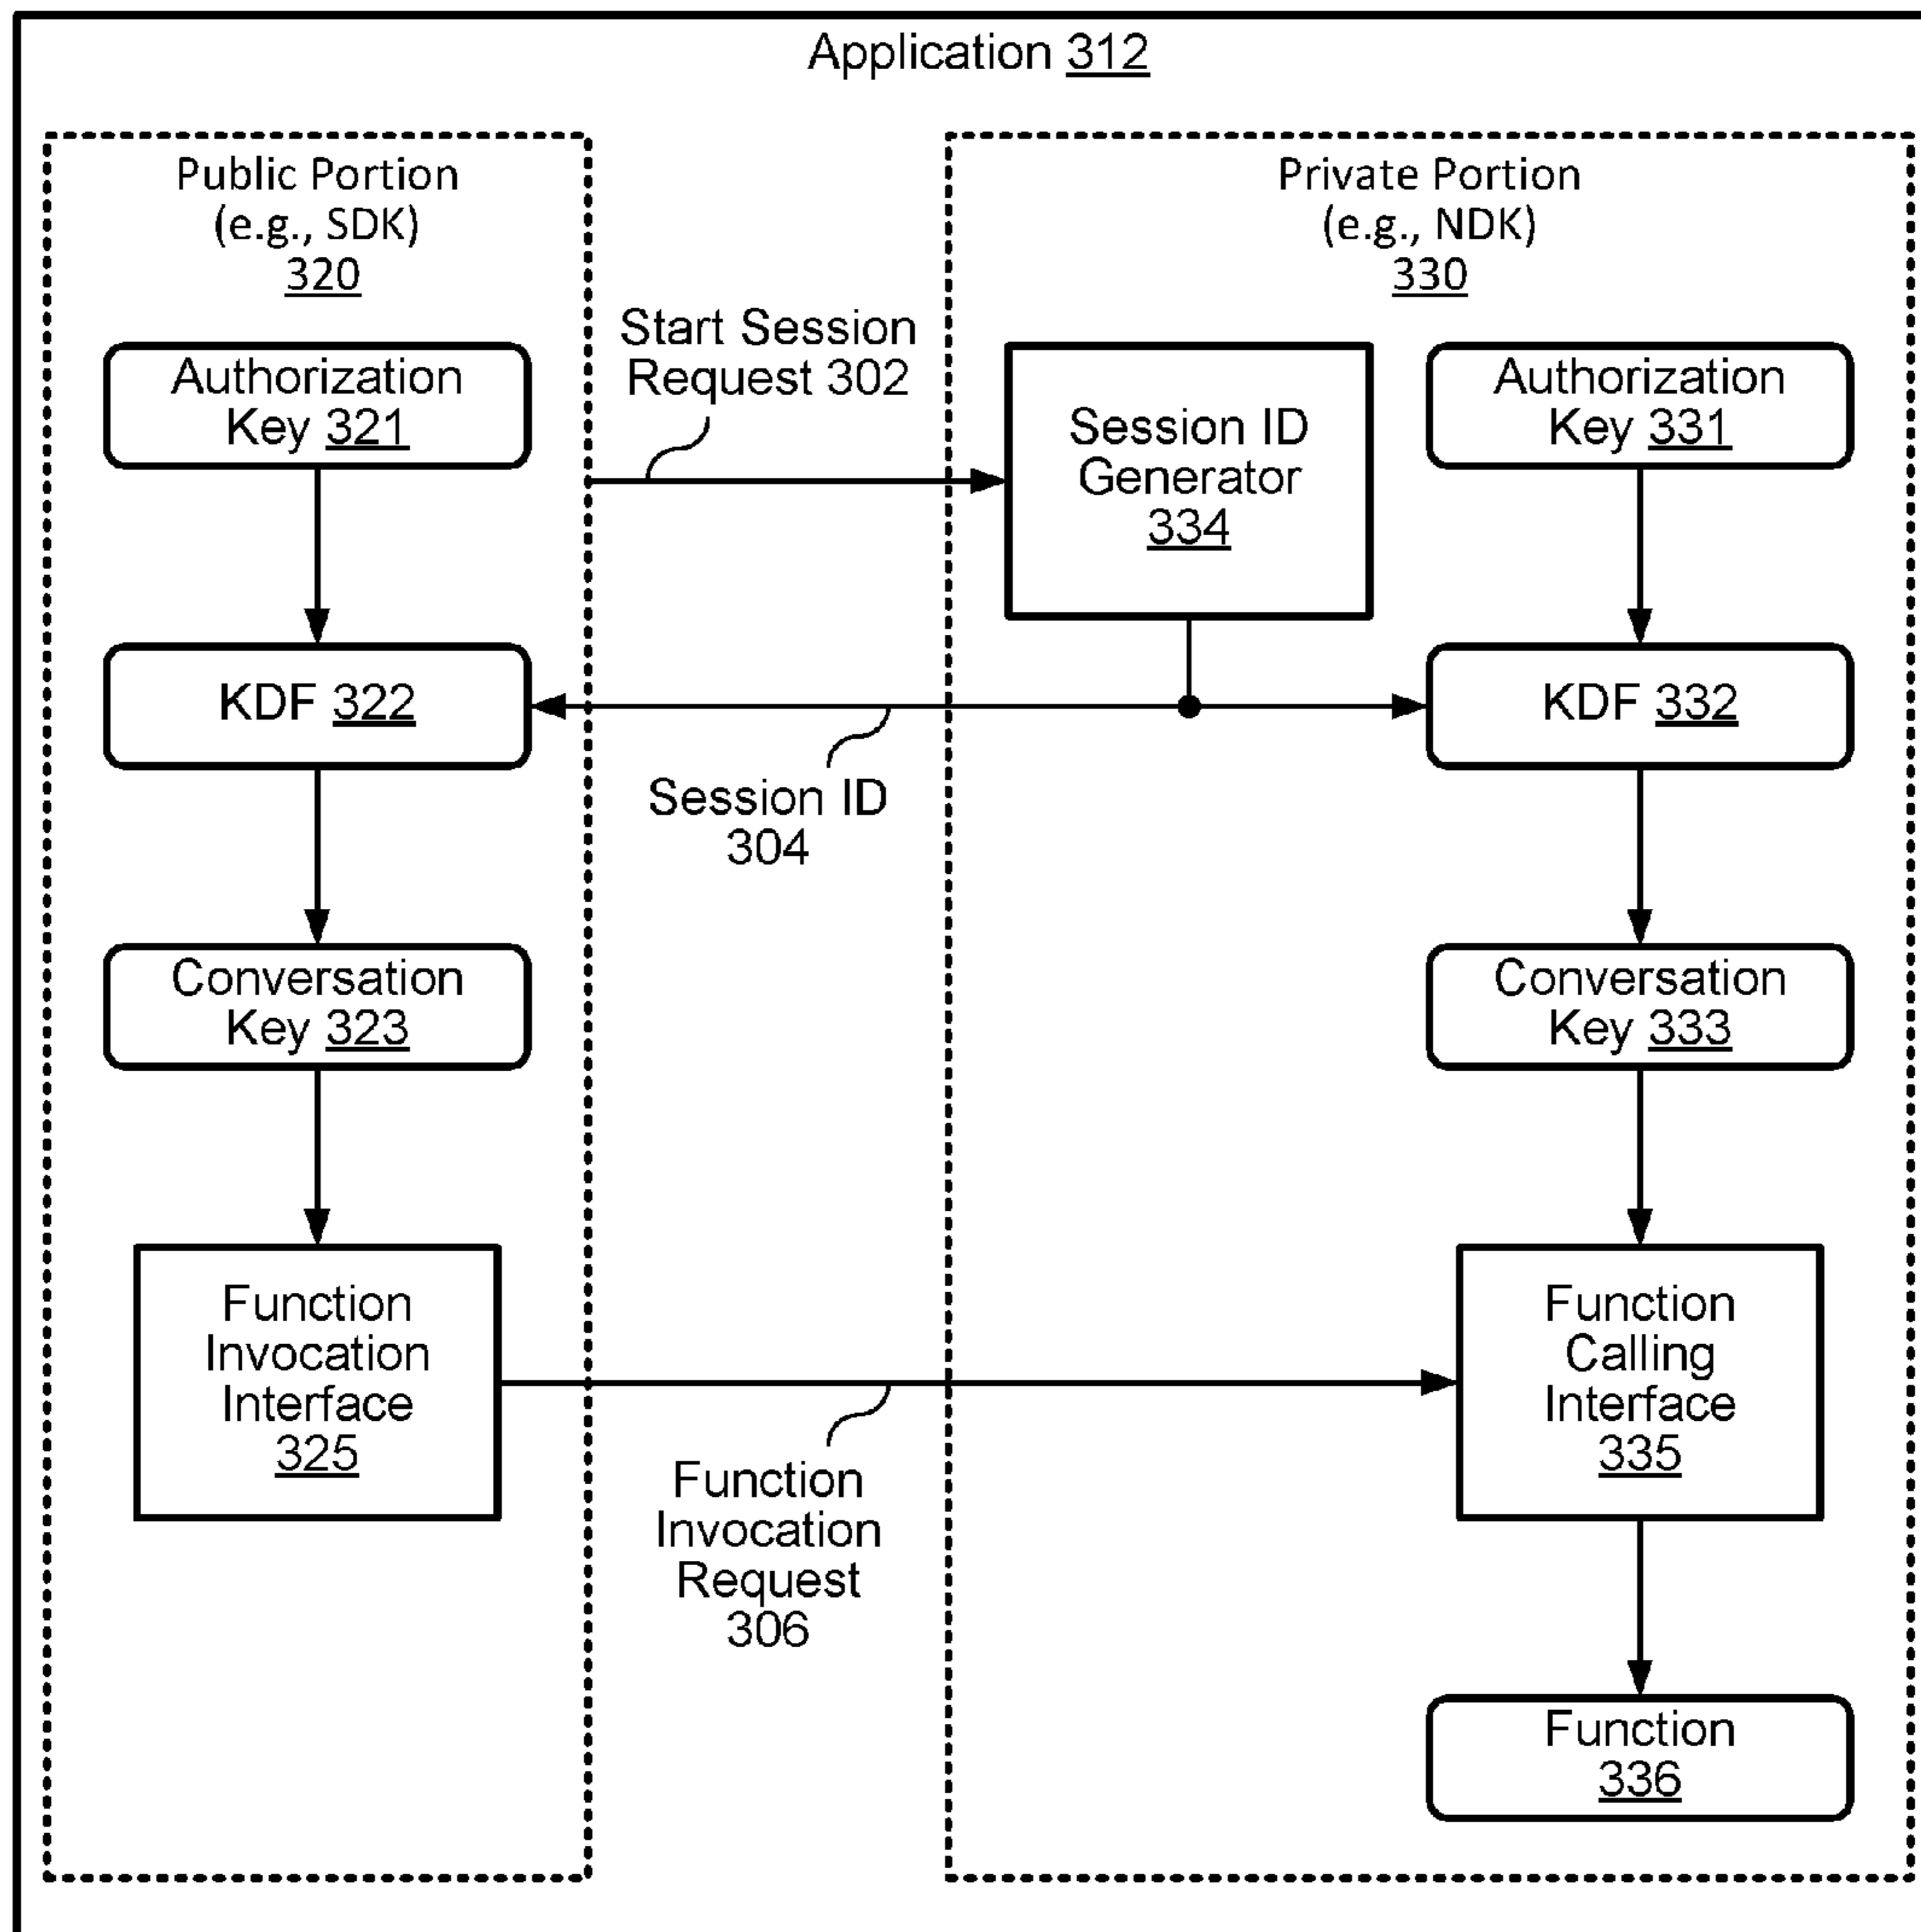 Application 312
Public Portion
(e.g., SDK)
320
Private Portion
(e.g., NDK)
330
Start Session
Request 302
Authorization
Key 321
Session ID
Generator
334
Authorization
Key 331
KDF 322
KDF 332
Session ID
304
Conversation
Key 323
Conversation
Key 333
Function
Invocation
Interface
325
Function
Calling
Interface
335
Function
Invocation
Request
306
Function
336